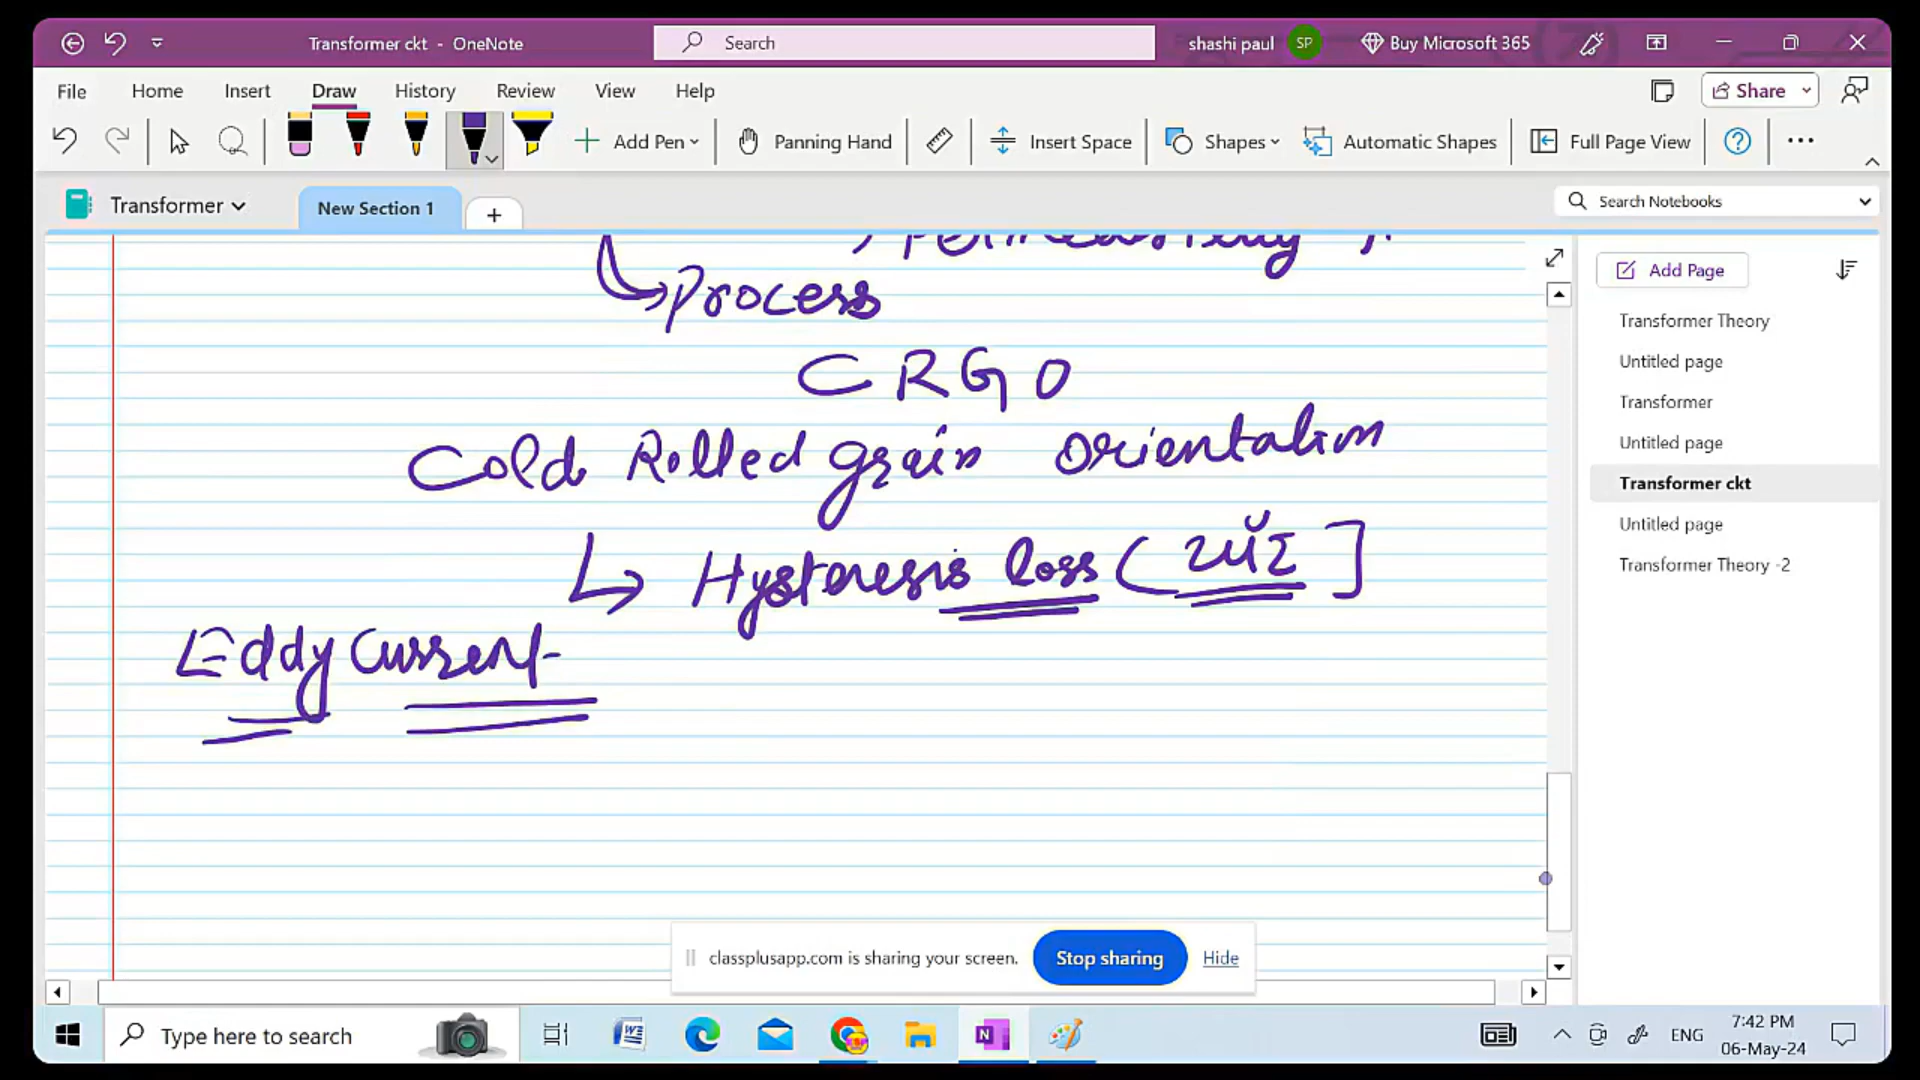 Transformer ckt - OneNote
Search
shashi paul SP
Buy Microsoft 365
File Home Insert Draw History Review View Help
Share
Add Pen
Panning Hand
Insert Space
Shapes
Automatic Shapes
Full Page View
Transformer
New Section 1
Search Notebooks
Process
C R G O
Cold Rolled grain orientation
Hysteresis loss (
Eddy Current
Add Page
Transformer Theory
Untitled page
Transformer
Untitled page
Transformer ckt
Untitled page
Transformer Theory -2
classplusapp.com is sharing your screen.
Stop sharing
Hide
Type here to search
ENG
7:42 PM
06-May-24